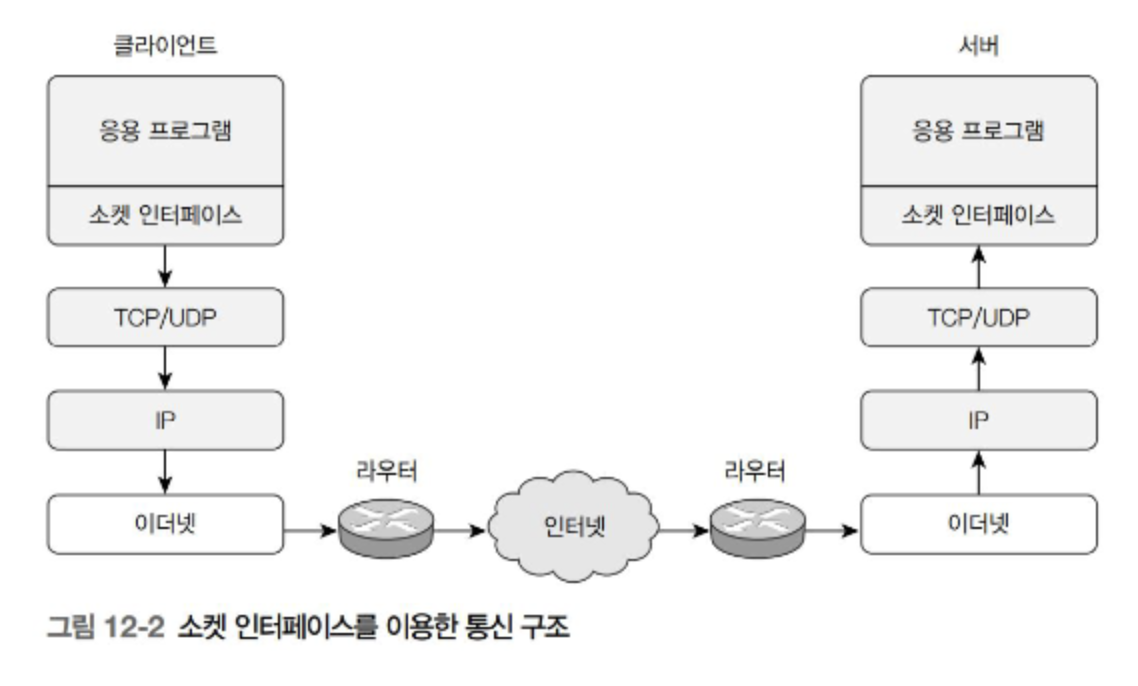 클라이언트
서버
응용 프로그램
응용 프로그램
소켓 인터페이스
소켓 인터페이스
TCP/UDP
TCP/UDP
IP
IP
라우터
라우터
이더넷
인터넷
이더넷
그림 12-2 소켓 인터페이스를 이용한 통신 구조